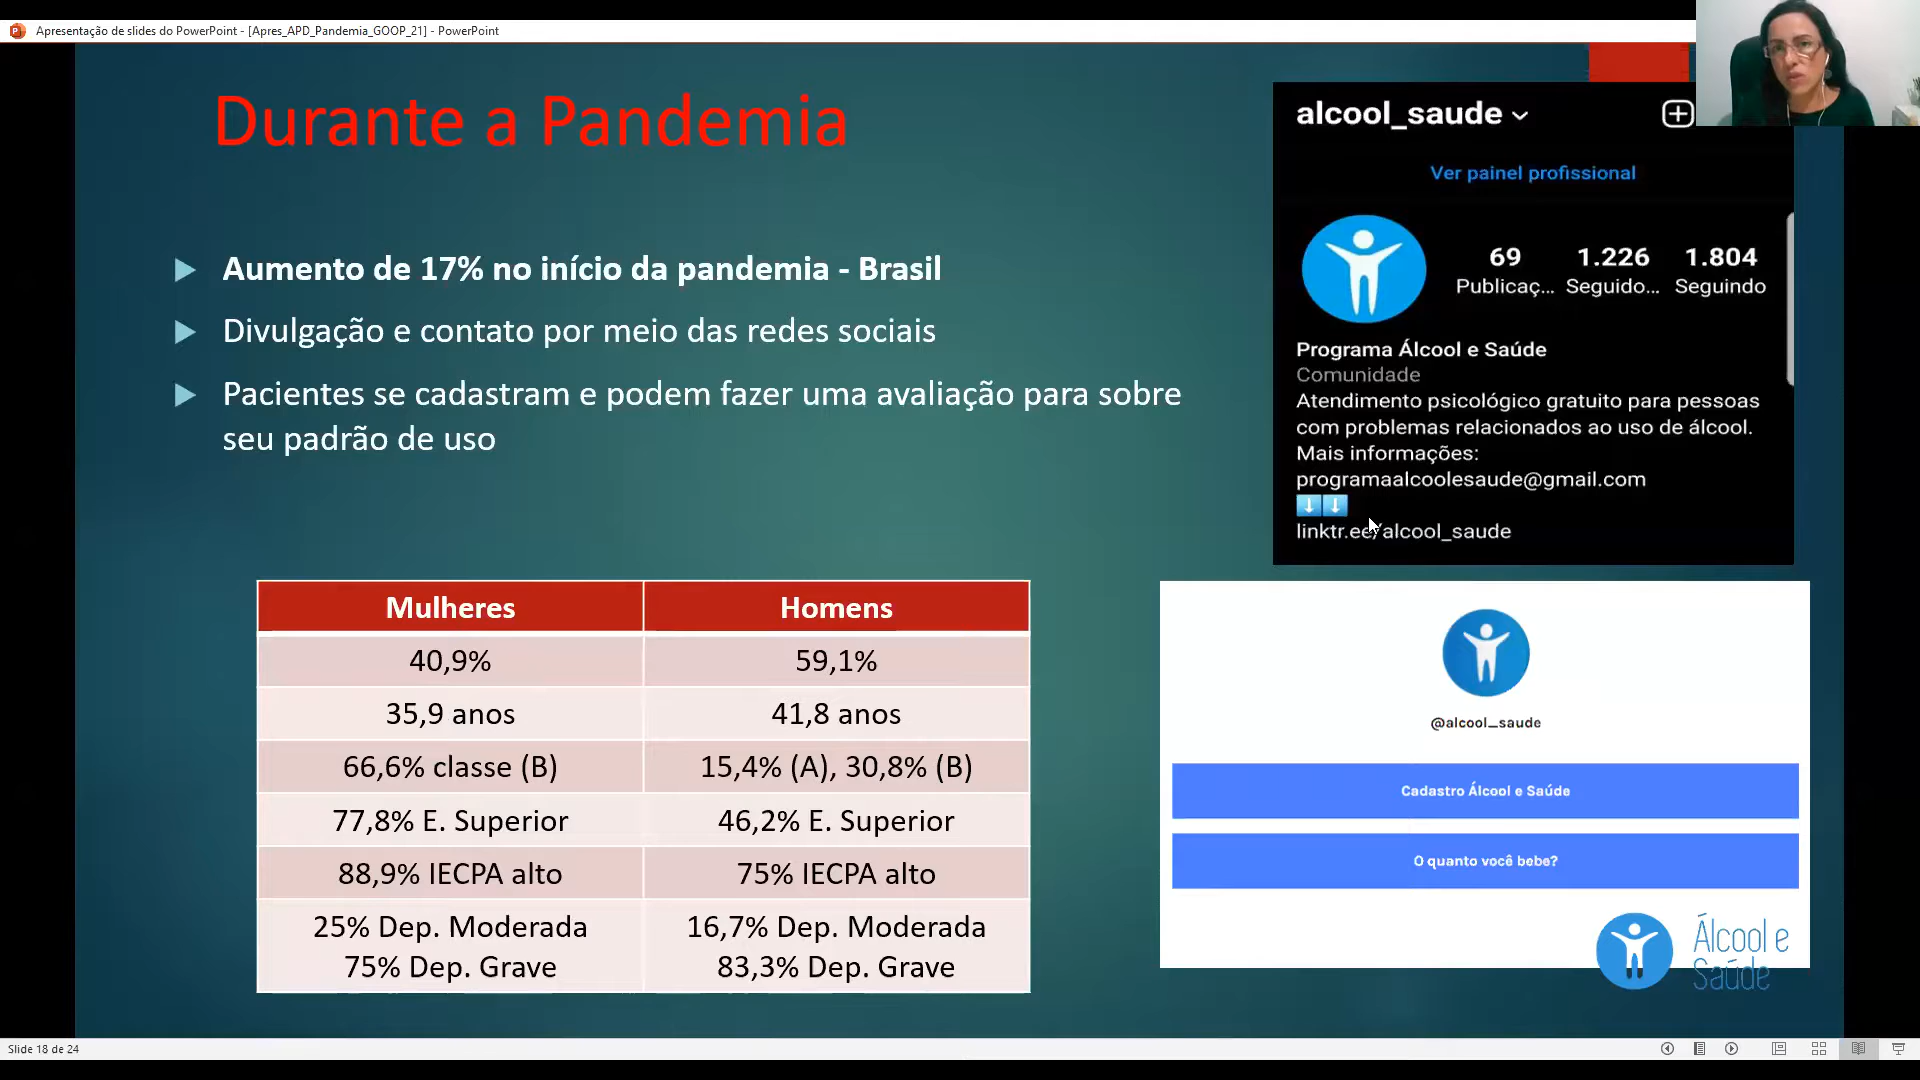 Apresentação de slides do PowerPoint - [Apres_APD_Pandemia_GOOP_21] - PowerPoint
Durante a Pandemia
Aumento de 17% no início da pandemia - Brasil
Divulgação e contato por meio das redes sociais
Pacientes se cadastram e podem fazer uma avaliação para sobre
seu padrão de uso
alcool_saude
Ver painel profissional
69 1.226 1.804
Publicaç... Seguido... Seguindo
Programa Álcool e Saúde
Comunidade
Atendimento psicológico gratuito para pessoas
com problemas relacionados ao uso de álcool.
Mais informações:
programaalcoolesaude@gmail.com
linktr.ee/alcool_saude
Mulheres Homens
40,9% 59,1%
35,9 anos 41,8 anos
66,6% classe (B) 15,4% (A), 30,8% (B)
77,8% E. Superior 46,2% E. Superior
88,9% IECPA alto 75% IECPA alto
25% Dep. Moderada 16,7% Dep. Moderada
75% Dep. Grave 83,3% Dep. Grave
@alcool_saude
Cadastro Álcool e Saúde
O quanto você bebe?
Álcool e
Saúde
Slide 18 de 24